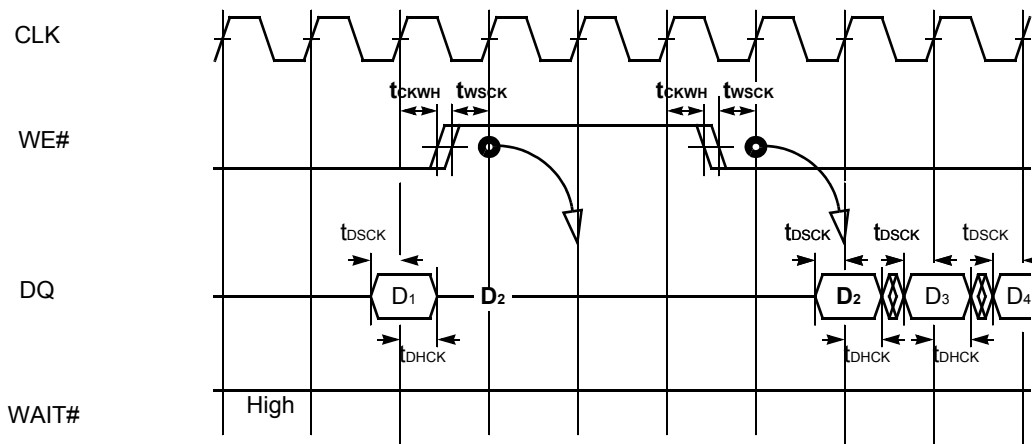 CLK
tCKWH tWSCK tCKWH tWSCK
WE#
tDSCK tDSCK tDSCK tDSCK
DQ D1 D2 D2 D3 D4
tDHCK tDHCK tDHCK
High
WAIT#